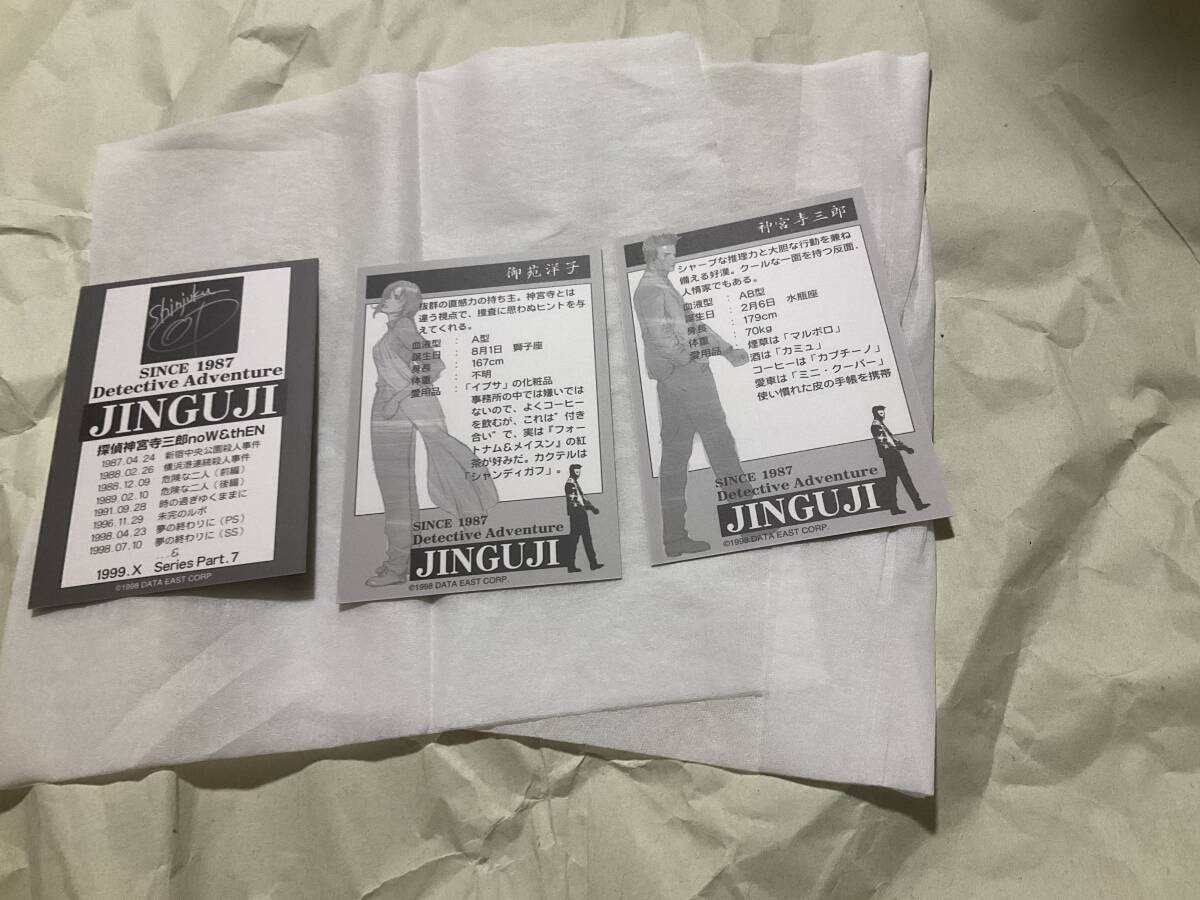 Shinjuku
SINCE 1987
Detective Adventure
JINGUJI
探偵神宮寺三郎noW&thEN
1987.04.24 新宿中央公園殺人事件
1988.02.26 横浜港連続殺人事件
1988.12.09 危険な二人(前編)
1989.02.10 危険な二人(後編)
1991.09.28 時の過ぎゆくままに
1996.11.29 未完のルポ
1998.04.23 夢の終わりに(PS)
1998.07.10 夢の終わりに(SS)
...&
1999.X Series Part.7
©1998 DATA EAST CORP.
御苑洋子
抜群の直感力の持ち主。神宮寺とは
違う視点で、捜査に思わぬヒントを与
えてくれる。
血液型 : A型
誕生日 : 8月1日 獅子座
身長 : 167cm
体重 : 不明
愛用品 : 「イプサ」の化粧品
事務所の中では嫌いでは
ないので、よくコーヒー
を飲むが、これは"付き
合い"で、実は『フォー
トナム&メイスン』の紅
茶が好みだ。カクテルは
「シャンディガフ」。
SINCE 1987
Detective Adventure
JINGUJI
©1998 DATA EAST CORP.
神宮寺三郎
シャープな推理力と大胆な行動を兼ね
備える好漢。クールな一面を持つ反面、
人情家でもある。
血液型 : AB型
誕生日 : 2月6日 水瓶座
身長 : 179cm
体重 : 70kg
愛用品 : 煙草は「マルボロ」
酒は「カミュ」
コーヒーは「カプチーノ」
愛車は「ミニ・クーパー」
使い慣れた皮の手帳を携帯
SINCE 1987
Detective Adventure
JINGUJI
©1998 DATA EAST CORP.